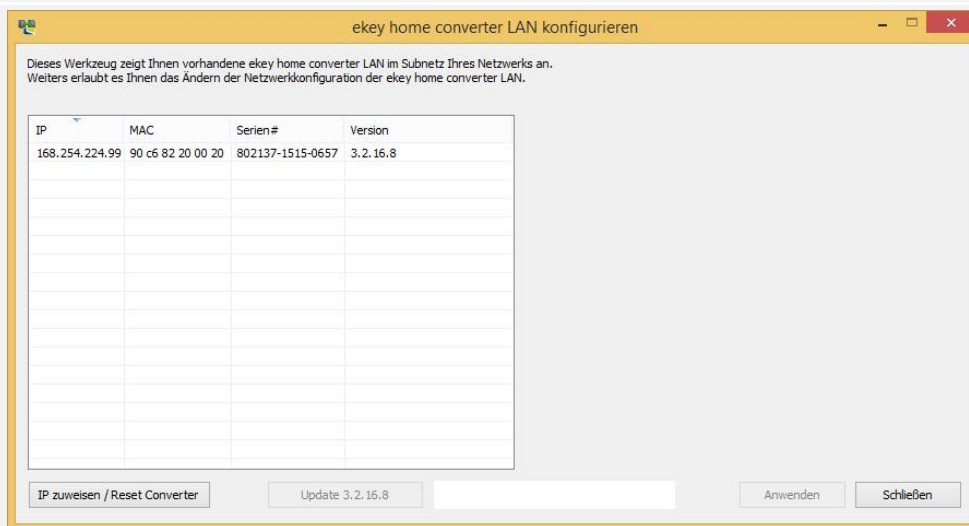 ekey home converter LAN konfigurieren
Dieses Werkzeug zeigt Ihnen vorhandene ekey home converter LAN im Subnetz Ihres Netzwerks an.
Weiters erlaubt es Ihnen das Ändern der Netzwerkkonfiguration der ekey home converter LAN.
IP MAC Serien# Version
168.254.224.99 90 c6 82 20 00 20 802137-1515-0657 3.2.16.8
IP zuweisen / Reset Converter Update 3.2.16.8 Anwenden Schließen